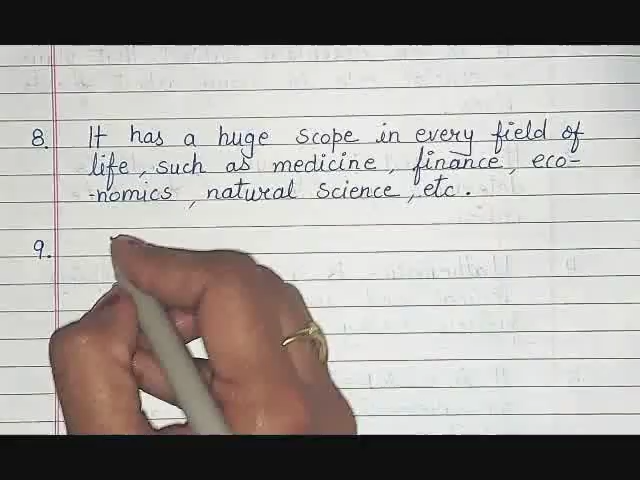 8. It has a huge scope in every field of
life, such as medicine, finance, eco-
-nomics, natural science, etc.
9.